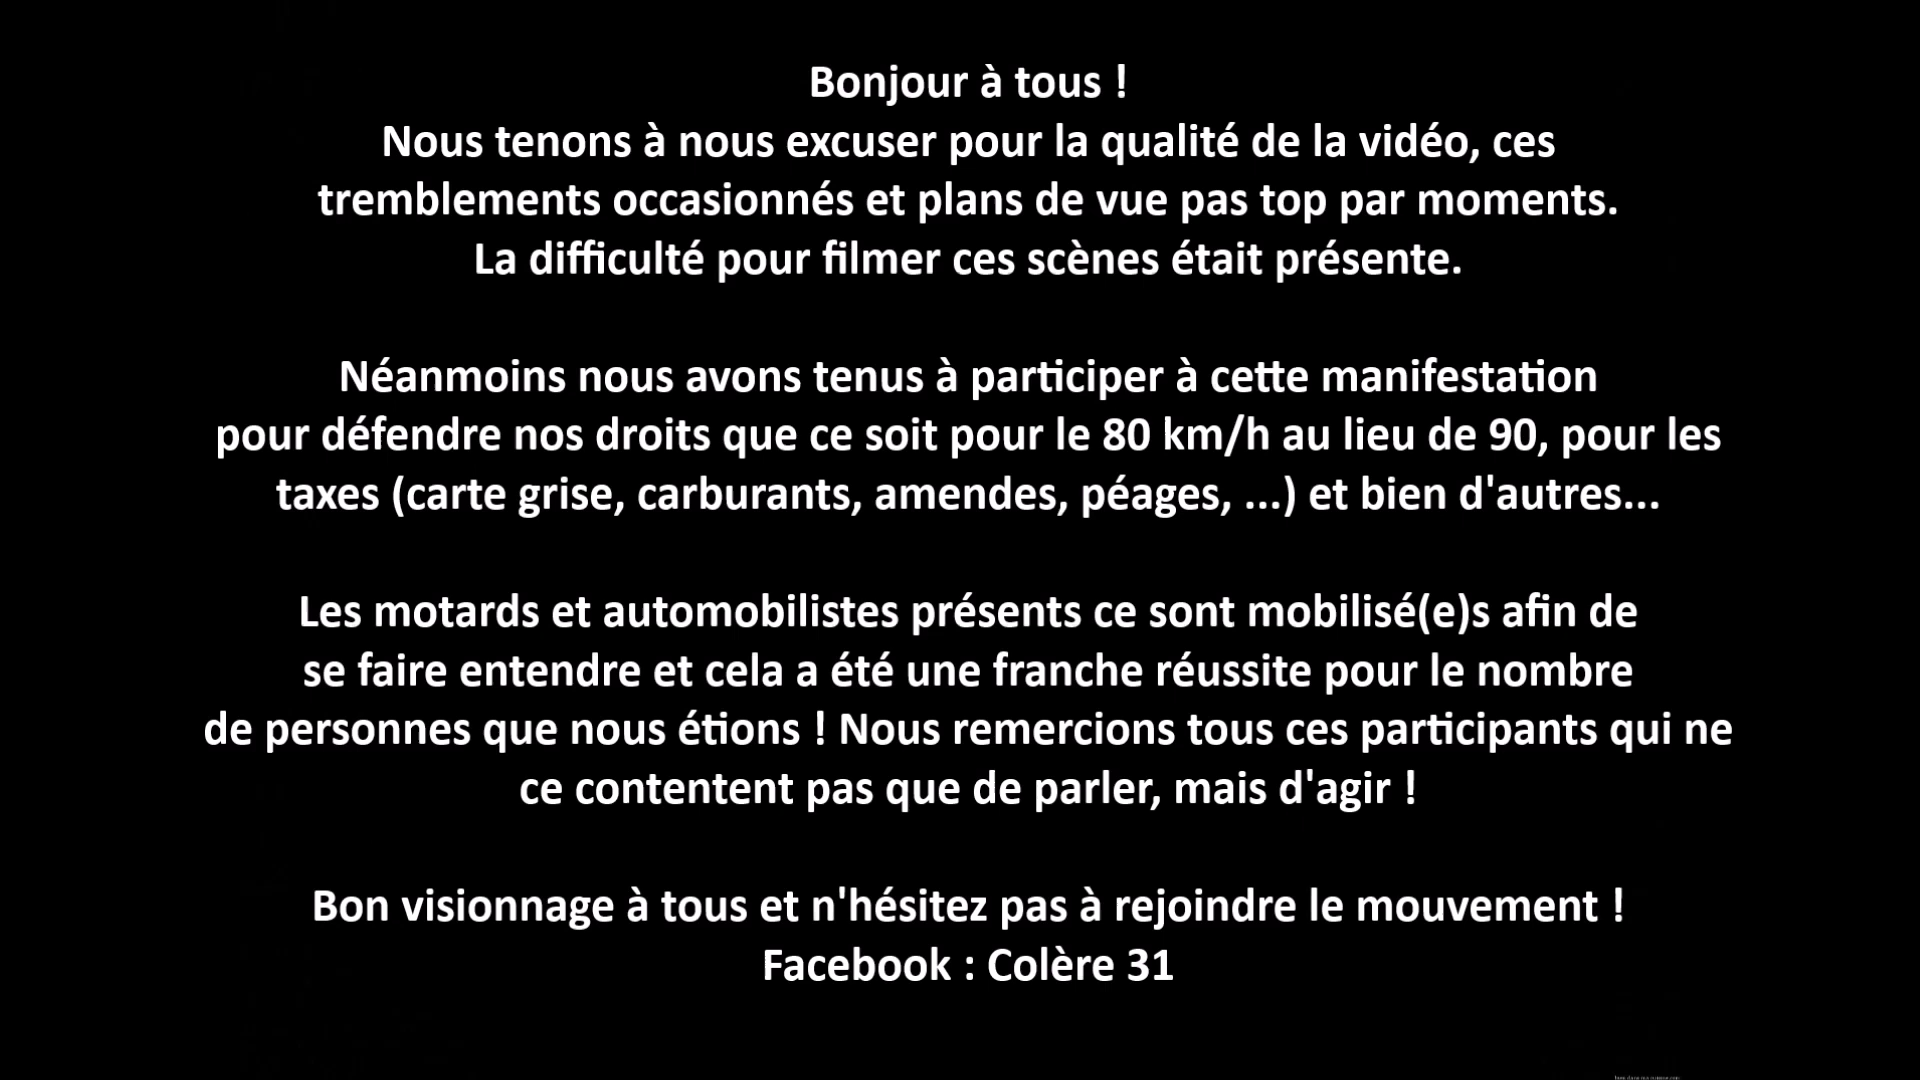 Bonjour à tous !
Nous tenons à nous excuser pour la qualité de la vidéo, ces
tremblements occasionnés et plans de vue pas top par moments.
La difficulté pour filmer ces scènes était présente.
Néanmoins nous avons tenus à participer à cette manifestation
pour défendre nos droits que ce soit pour le 80 km/h au lieu de 90, pour les
taxes (carte grise, carburants, amendes, péages, ...) et bien d'autres...
Les motards et automobilistes présents ce sont mobilisé(e)s afin de
se faire entendre et cela a été une franche réussite pour le nombre
de personnes que nous étions ! Nous remercions tous ces participants qui ne
ce contentent pas que de parler, mais d'agir !
Bon visionnage à tous et n'hésitez pas à rejoindre le mouvement !
Facebook : Colère 31